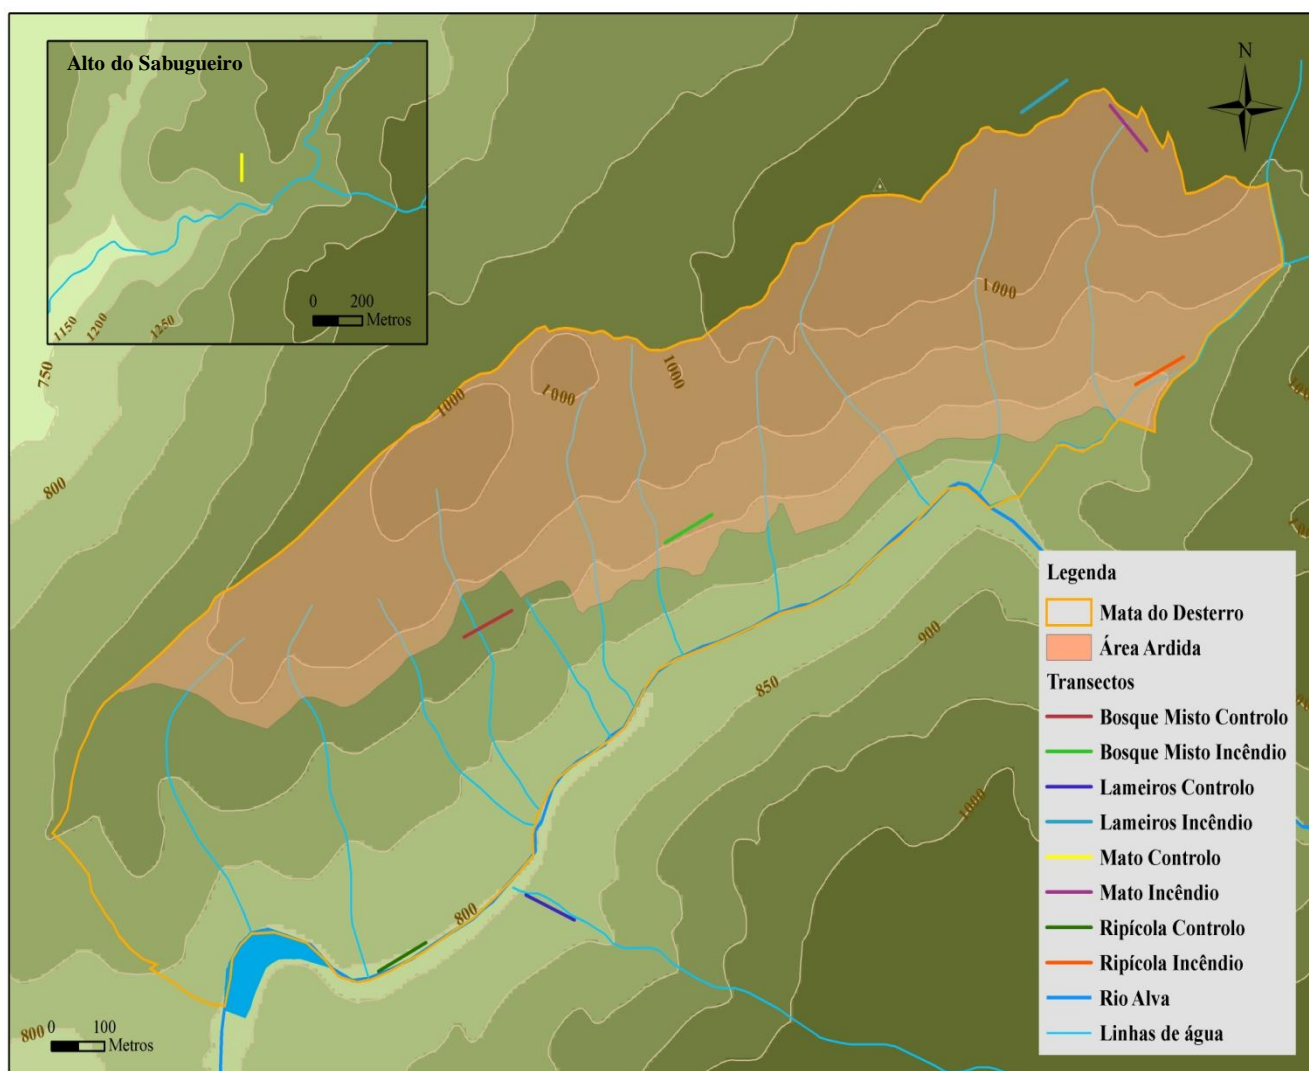 Alto do Sabugueiro
0 200
Metros
1150
1200
1250
N
750
800
1000
1000
1000
1000
900
850
1000
800
800
0 100
Metros
Legenda
Mata do Desterro
Área Ardida
Transectos
Bosque Misto Controlo
Bosque Misto Incêndio
Lameiros Controlo
Lameiros Incêndio
Mato Controlo
Mato Incêndio
Ripícola Controlo
Ripícola Incêndio
Rio Alva
Linhas de água